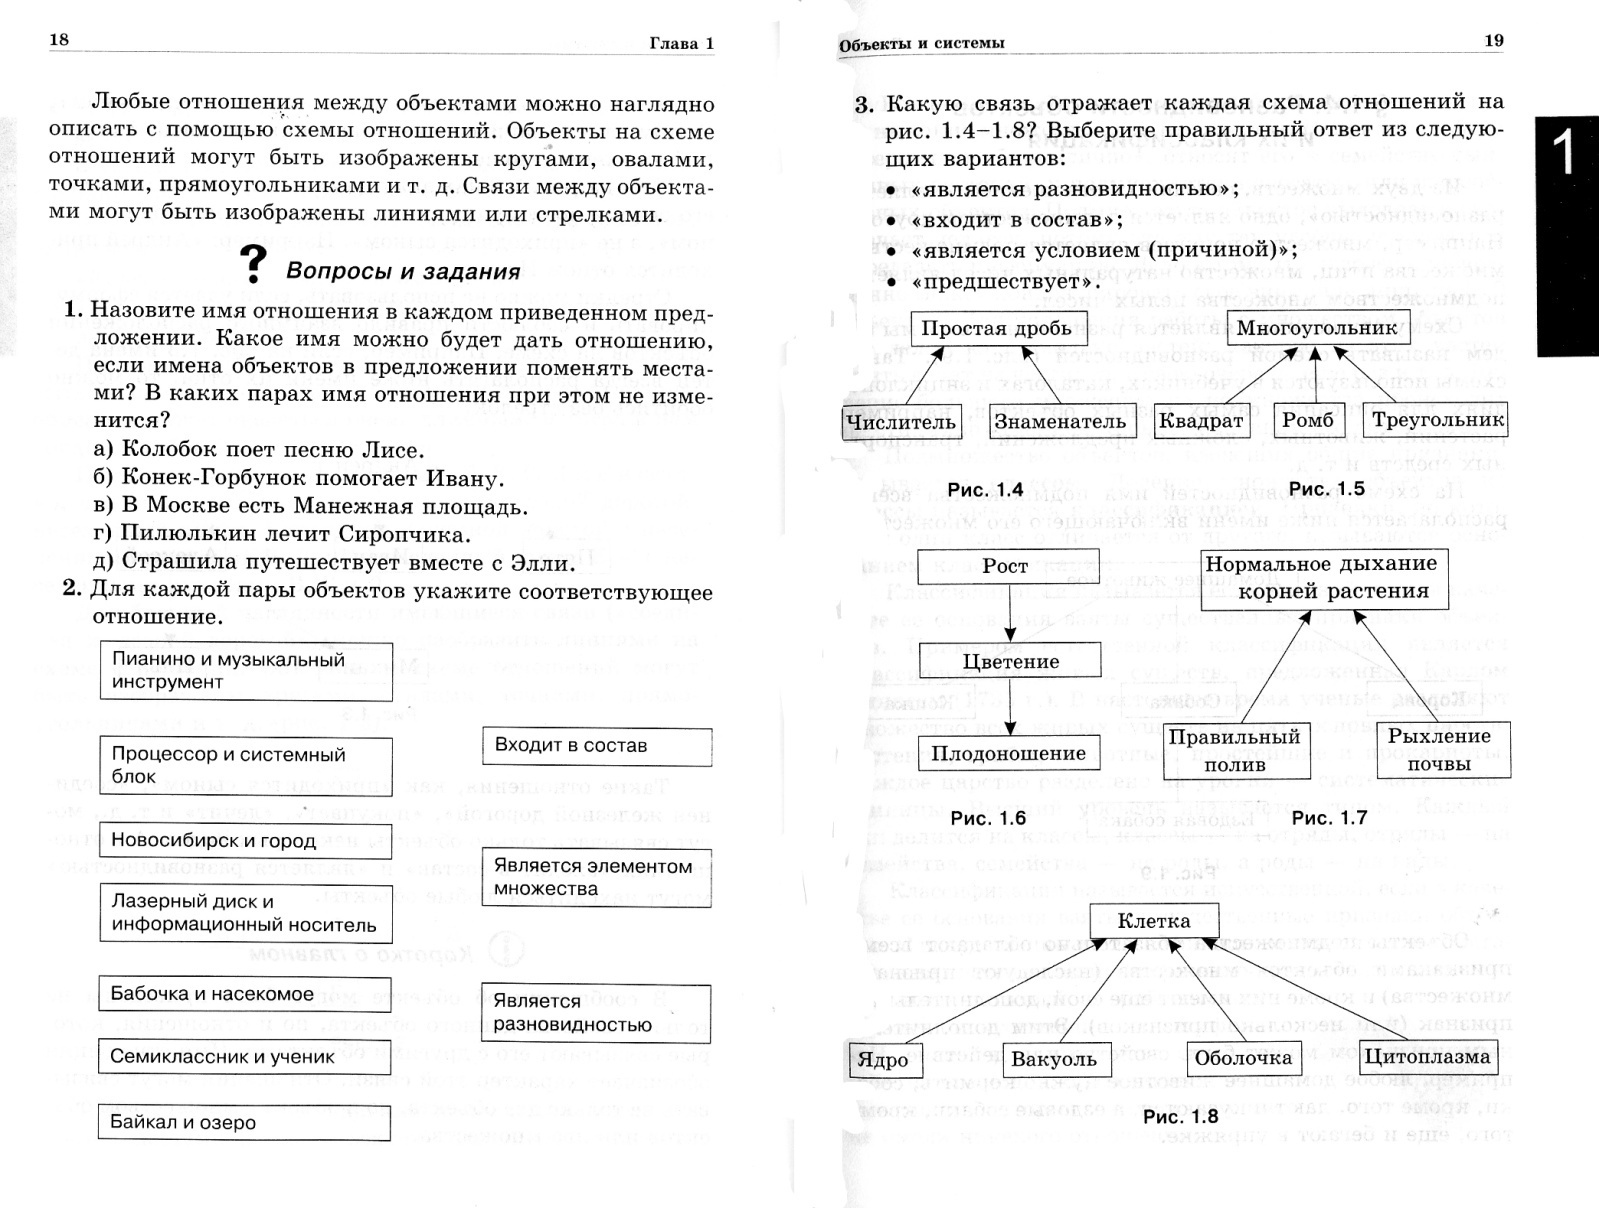 18
Глава 1
Любые отношения между объектами можно наглядно
описать с помощью схемы отношений. Объекты на схеме
отношений могут быть изображены кругами, овалами,
точками, прямоугольниками и т. д. Связи между объекта-
ми могут быть изображены линиями или стрелками.
? Вопросы и задания
1. Назовите имя отношения в каждом приведенном пред-
ложении. Какое имя можно будет дать отношению,
если имена объектов в предложении поменять места-
ми? В каких парах имя отношения при этом не изме-
нится?
а) Колобок поет песню Лисе.
б) Конек-Горбунок помогает Ивану.
в) В Москве есть Манежная площадь.
г) Пилюлькин лечит Сиропчика.
д) Страшила путешествует вместе с Элли.
2. Для каждой пары объектов укажите соответствующее
отношение.
Пианино и музыкальный
инструмент
Процессор и системный
блок
Новосибирск и город
Лазерный диск и
информационный носитель
Бабочка и насекомое
Семиклассник и ученик
Байкал и озеро
Входит в состав
Является элементом
множества
Является
разновидностью
Объекты и системы
19
1
3. Какую связь отражает каждая схема отношений на
рис. 1.4–1.8? Выберите правильный ответ из следую-
щих вариантов:
• «является разновидностью»;
• «входит в состав»;
• «является условием (причиной)»;
• «предшествует».
Простая дробь
Числитель
Знаменатель
Рис. 1.4
Многоугольник
Квадрат
Ромб
Треугольник
Рис. 1.5
Рост
Цветение
Плодоношение
Рис. 1.6
Нормальное дыхание
корней растения
Правильный
полив
Рыхление
почвы
Рис. 1.7
Клетка
Ядро
Вакуоль
Оболочка
Цитоплазма
Рис. 1.8